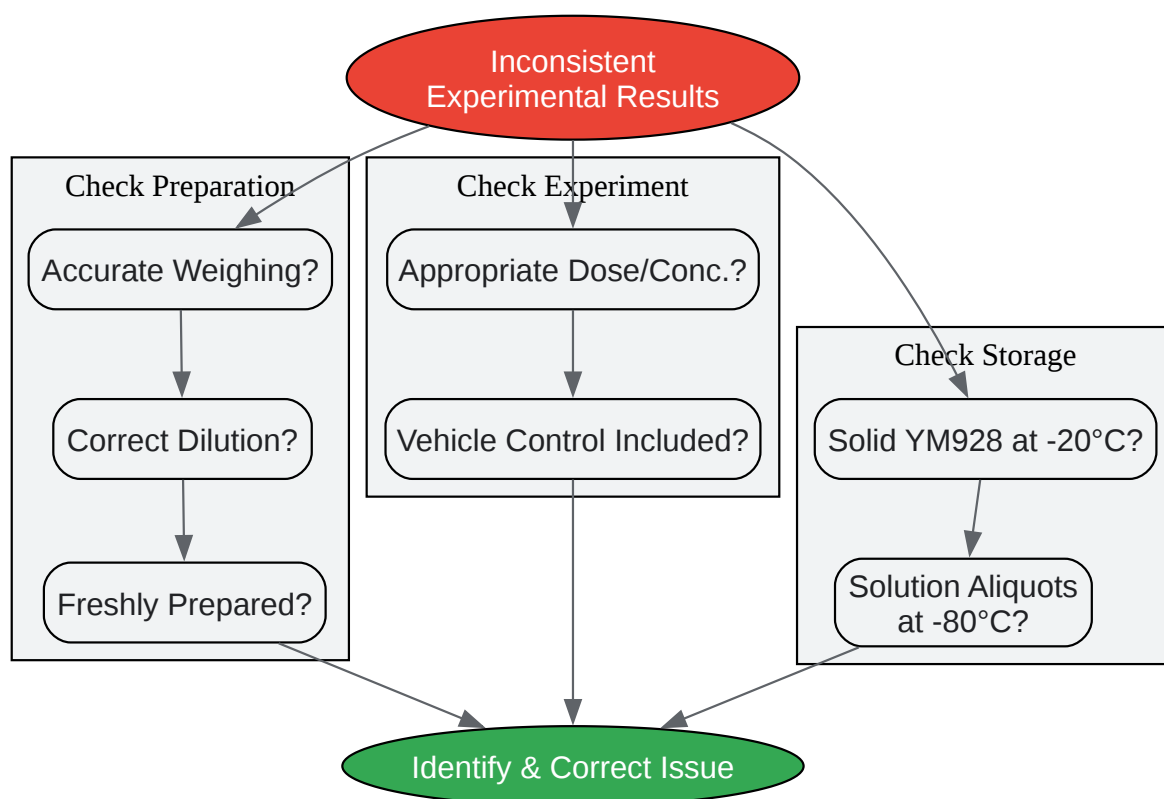 Inconsistent
Experimental Results
Check Preparation
Accurate Weighing?
Correct Dilution?
Freshly Prepared?
Check Experiment
Appropriate Dose/Conc.?
Vehicle Control Included?
Check Storage
Solid YM928 at -20°C?
Solution Aliquots
at -80°C?
Identify & Correct Issue